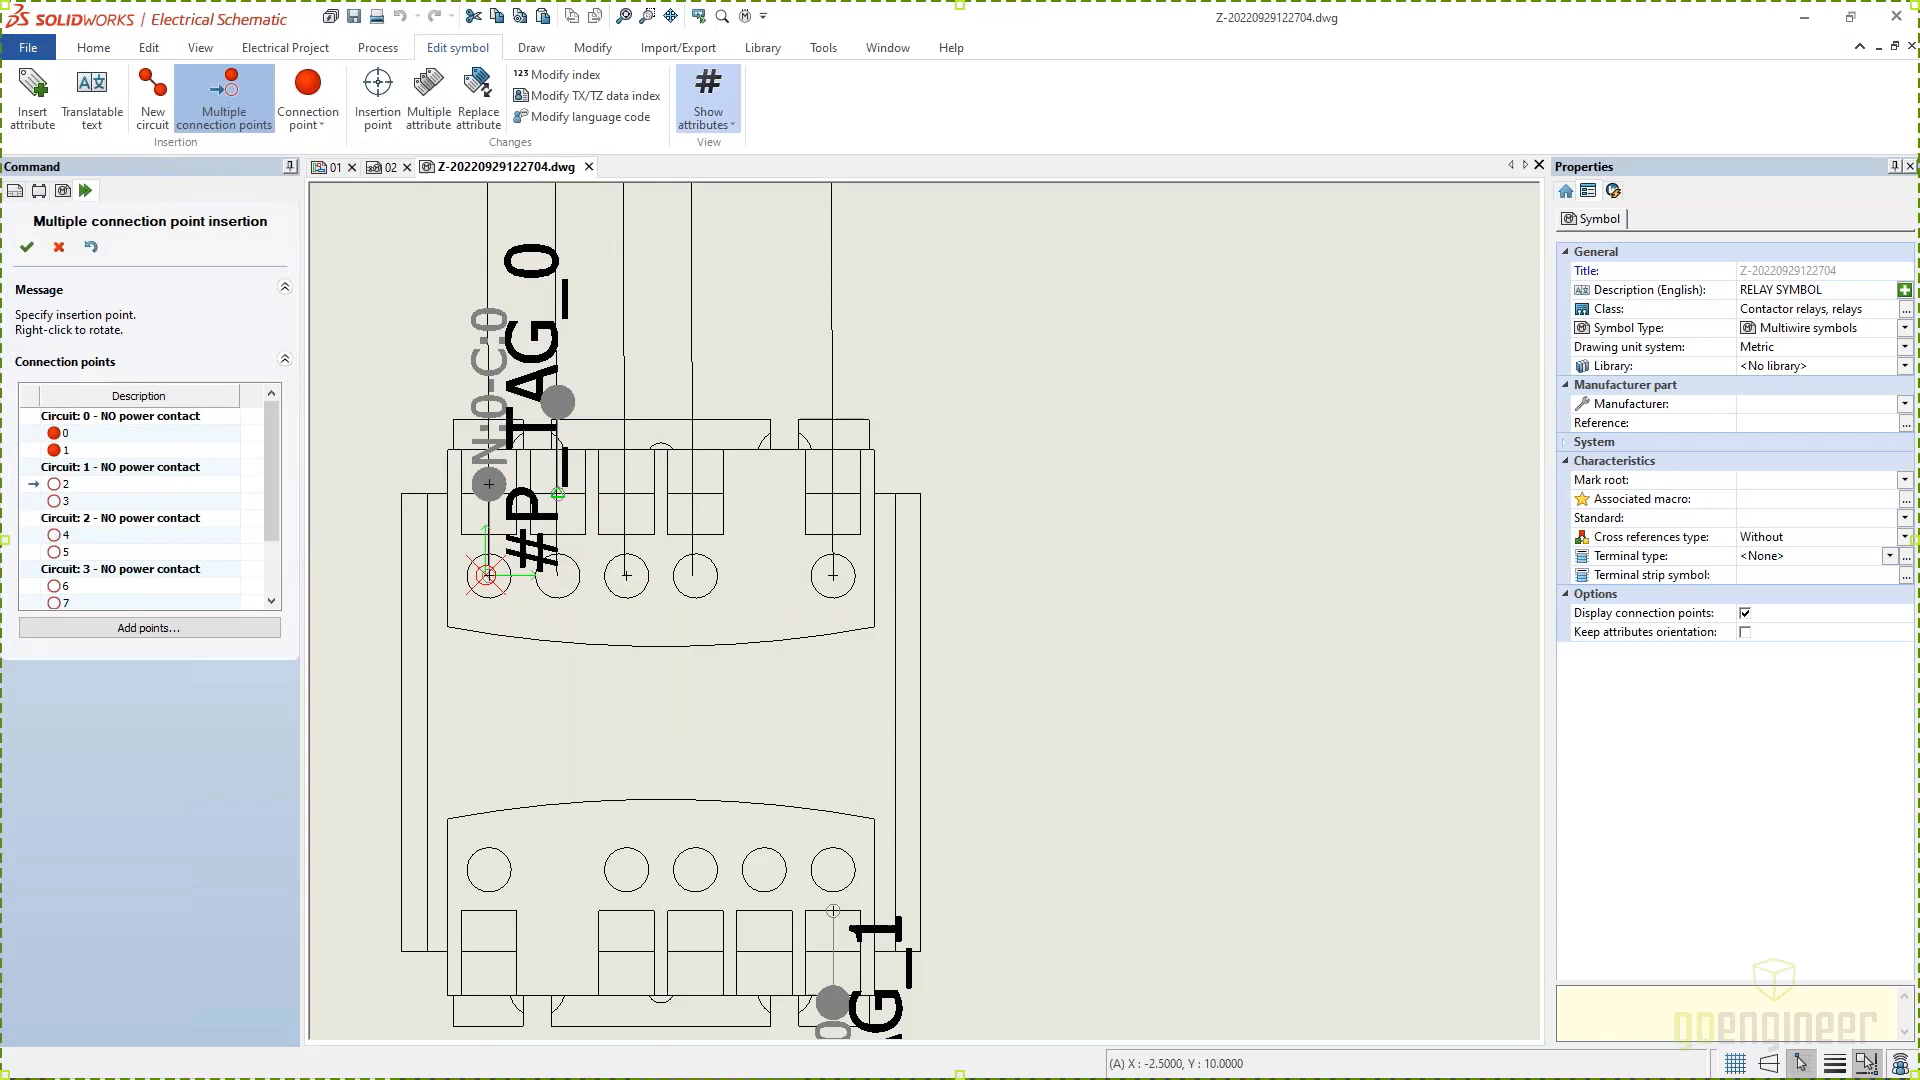 SOLIDWORKS | Electrical Schematic
Z-20220929122704.dwg
File
Home
Edit
View
Electrical Project
Process
Edit symbol
Draw
Modify
Import/Export
Library
Tools
Window
Help
Insert attribute
Translatable text
New circuit
Multiple connection points
Connection point
Insertion
Insertion point
Multiple attribute
Replace attribute
123 Modify index
Modify TX/TZ data index
Modify language code
Changes
#
Show attributes
View
Command
01
02
Z-20220929122704.dwg
Multiple connection point insertion
Message
Specify insertion point.
Right-click to rotate.
Connection points
Description
Circuit: 0 - NO power contact
0
1
Circuit: 1 - NO power contact
2
3
Circuit: 2 - NO power contact
4
5
Circuit: 3 - NO power contact
6
7
Add points...
N:0-C:0
#P_TAG_0
G_1
Properties
Symbol
General
Title: Z-20220929122704
Description (English): RELAY SYMBOL
Class: Contactor relays, relays
Symbol Type: Multiwire symbols
Drawing unit system: Metric
Library: <No library>
Manufacturer part
Manufacturer:
Reference:
System
Characteristics
Mark root:
Associated macro:
Standard:
Cross references type: Without
Terminal type: <None>
Terminal strip symbol:
Options
Display connection points:
Keep attributes orientation:
goengineer
(A) X : -2.5000, Y : 10.0000